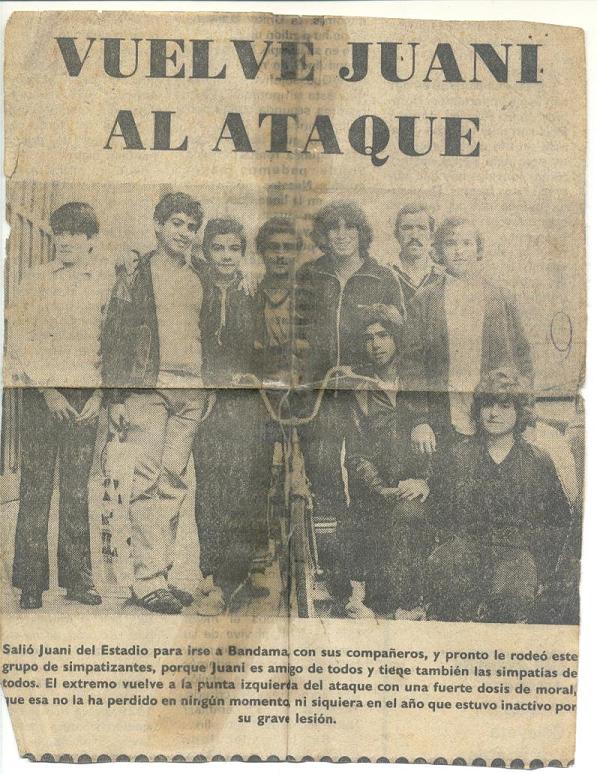 VUELVE JUANI
AL ATAQUE
Salió Juani del Estadio para irse a Bandama, con sus compañeros, y pronto le rodeó este
grupo de simpatizantes, porque Juani es amigo de todos y tiene también las simpatías de
todos. El extremo vuelve a la punta izquierda del ataque con una fuerte dosis de moral,
que esa no la ha perdido en ningún momento, ni siquiera en el año que estuvo inactivo por
su grave lesión.